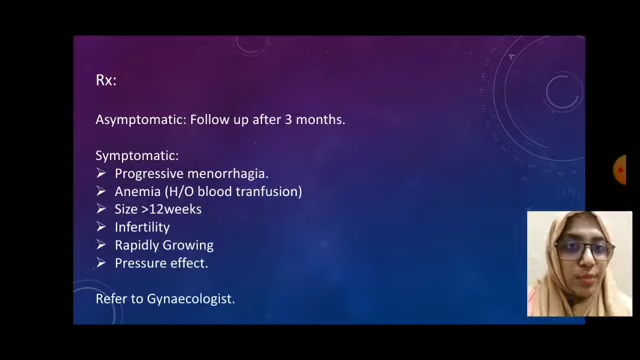 Rx:
Asymptomatic: Follow up after 3 months.
Symptomatic:
➢ Progressive menorrhagia.
➢ Anemia (H/O blood tranfusion)
➢ Size >12weeks
➢ Infertility
➢ Rapidly Growing
➢ Pressure effect.
Refer to Gynaecologist.